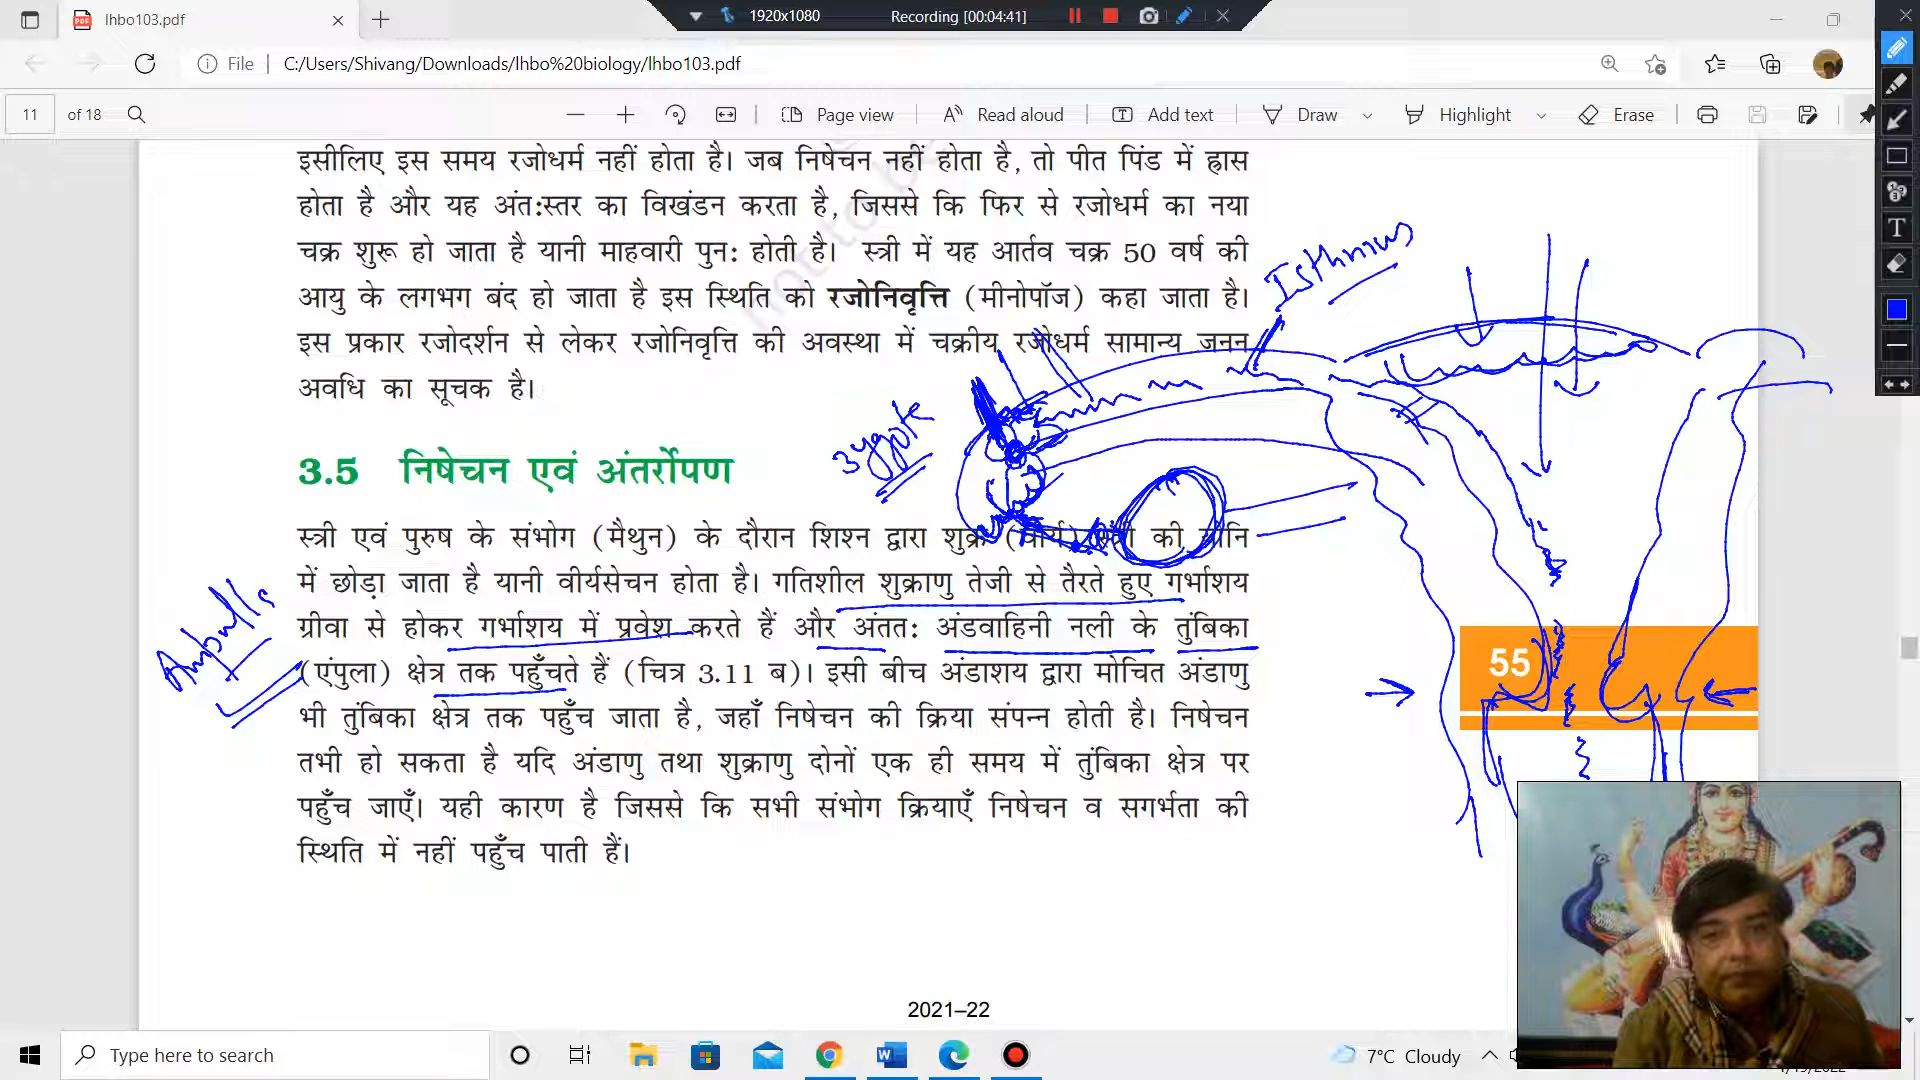 lhbo103.pdf
1920x1080
Recording [00:04:41]
File
C:/Users/Shivang/Downloads/lhbo%20biology/lhbo103.pdf
11 of 18
Page view
Read aloud
Add text
Draw
Highlight
Erase
इसीलिए इस समय रजोधर्म नहीं होता है। जब निषेचन नहीं होता है, तो पीत पिंड में ह्रास
होता है और यह अंत:स्तर का विखंडन करता है, जिससे कि फिर से रजोधर्म का नया
चक्र शुरू हो जाता है यानी माहवारी पुन: होती है। स्त्री में यह आर्तव चक्र 50 वर्ष की
आयु के लगभग बंद हो जाता है इस स्थिति को रजोनिवृत्ति (मीनोपॉज) कहा जाता है।
इस प्रकार रजोदर्शन से लेकर रजोनिवृत्ति की अवस्था में चक्रीय रजोधर्म सामान्य जनन
अवधि का सूचक है।
Isthmus
zygote
3.5 निषेचन एवं अंतर्रोपण
स्त्री एवं पुरुष के संभोग (मैथुन) के दौरान शिश्न द्वारा शुक्र (वीर्य) स्त्री की योनि
में छोड़ा जाता है यानी वीर्यसेचन होता है। गतिशील शुक्राणु तेजी से तैरते हुए गर्भाशय
ग्रीवा से होकर गर्भाशय में प्रवेश करते हैं और अंतत: अंडवाहिनी नली के तुंबिका
(एंपुला) क्षेत्र तक पहुँचते हैं (चित्र 3.11 ब)। इसी बीच अंडाशय द्वारा मोचित अंडाणु
भी तुंबिका क्षेत्र तक पहुँच जाता है, जहाँ निषेचन की क्रिया संपन्न होती है। निषेचन
तभी हो सकता है यदि अंडाणु तथा शुक्राणु दोनों एक ही समय में तुंबिका क्षेत्र पर
पहुँच जाएँ। यही कारण है जिससे कि सभी संभोग क्रियाएँ निषेचन व सगर्भता की
स्थिति में नहीं पहुँच पाती हैं।
55
2021–22
Type here to search
7°C Cloudy